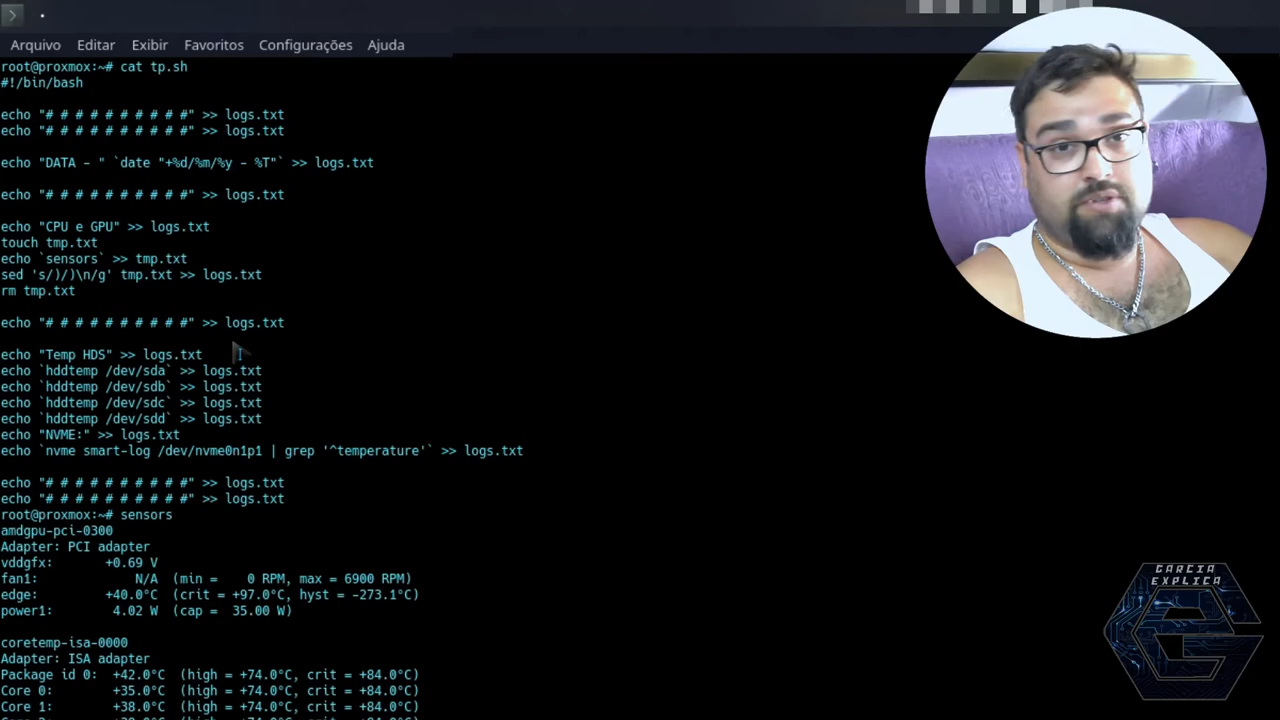 Arquivo Editar Exibir Favoritos Configurações Ajuda
root@proxmox:~# cat tp.sh
#!/bin/bash
echo "# # # # # # # # # #" >> logs.txt
echo "# # # # # # # # # #" >> logs.txt
echo "DATA - " `date "+%d/%m/%y - %T"` >> logs.txt
echo "# # # # # # # # # #" >> logs.txt
echo "CPU e GPU" >> logs.txt
touch tmp.txt
echo `sensors` >> tmp.txt
sed 's/)/)\n/g' tmp.txt >> logs.txt
rm tmp.txt
echo "# # # # # # # # # #" >> logs.txt
echo "Temp HDS" >> logs.txt
echo `hddtemp /dev/sda` >> logs.txt
echo `hddtemp /dev/sdb` >> logs.txt
echo `hddtemp /dev/sdc` >> logs.txt
echo `hddtemp /dev/sdd` >> logs.txt
echo "NVME:" >> logs.txt
echo `nvme smart-log /dev/nvme0n1p1 | grep '^temperature'` >> logs.txt
echo "# # # # # # # # # #" >> logs.txt
echo "# # # # # # # # # #" >> logs.txt
root@proxmox:~# sensors
amdgpu-pci-0300
Adapter: PCI adapter
vddgfx: +0.69 V
fan1: N/A (min = 0 RPM, max = 6900 RPM)
edge: +40.0°C (crit = +97.0°C, hyst = -273.1°C)
power1: 4.02 W (cap = 35.00 W)
coretemp-isa-0000
Adapter: ISA adapter
Package id 0: +42.0°C (high = +74.0°C, crit = +84.0°C)
Core 0: +35.0°C (high = +74.0°C, crit = +84.0°C)
Core 1: +38.0°C (high = +74.0°C, crit = +84.0°C)
GARCIA
EXPLICA